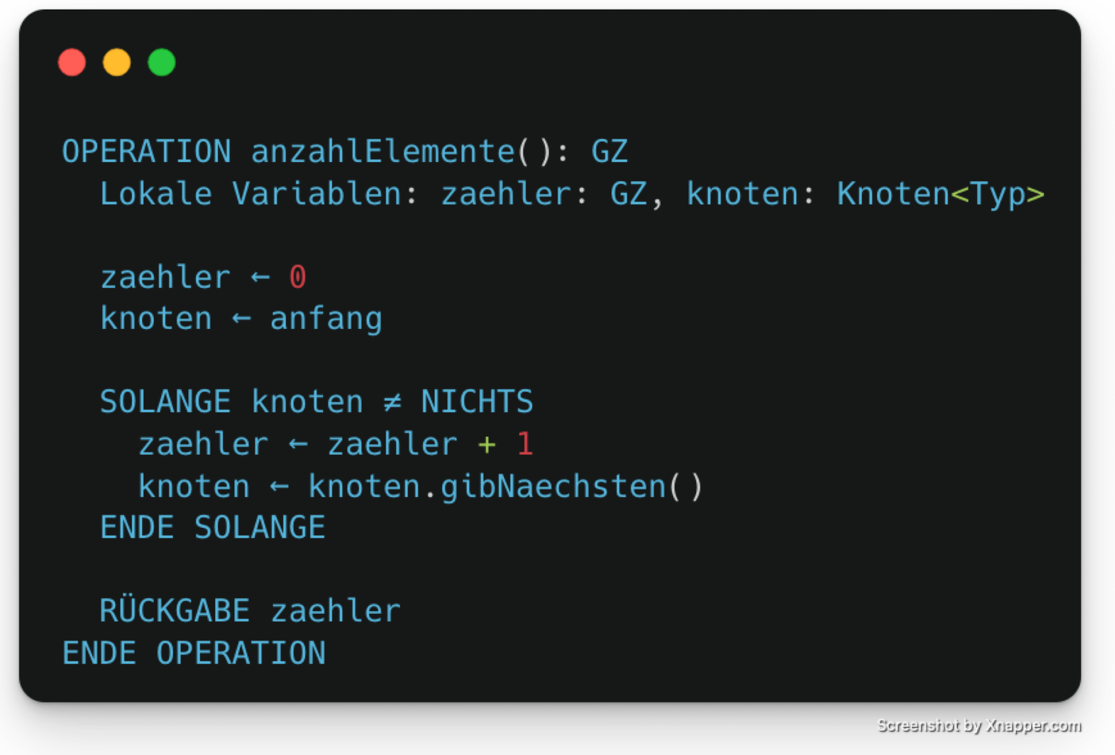 OPERATION anzahlElemente(): GZ
Lokale Variablen: zaehler: GZ, knoten: Knoten<Typ>
zaehler ← 0
knoten ← anfang
SOLANGE knoten ≠ NICHTS
zaehler ← zaehler + 1
knoten ← knoten.gibNaechsten()
ENDE SOLANGE
RÜCKGABE zaehler
ENDE OPERATION
Screenshot by Xnapper.com